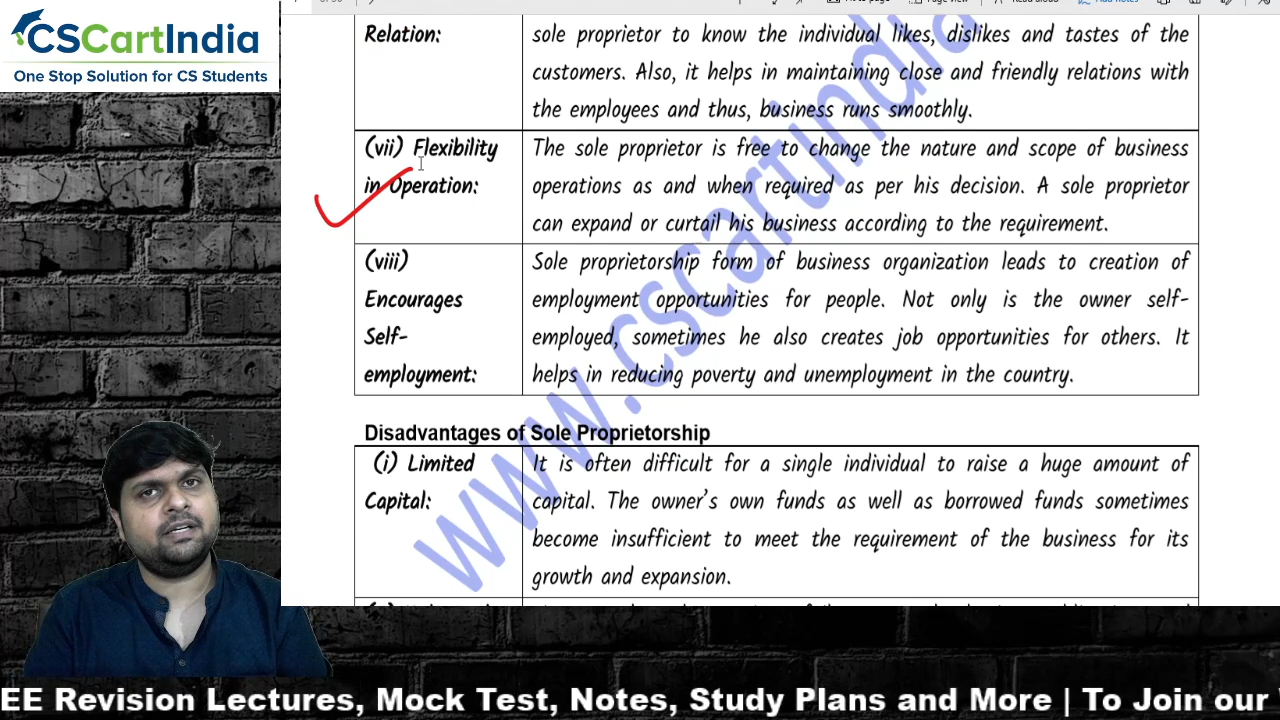 CSCartIndia
One Stop Solution for CS Students
Relation:
sole proprietor to know the individual likes, dislikes and tastes of the
customers. Also, it helps in maintaining close and friendly relations with
the employees and thus, business runs smoothly.
(vii) Flexibility
in Operation:
The sole proprietor is free to change the nature and scope of business
operations as and when required as per his decision. A sole proprietor
can expand or curtail his business according to the requirement.
(viii)
Encourages
Self-
employment:
Sole proprietorship form of business organization leads to creation of
employment opportunities for people. Not only is the owner self-
employed, sometimes he also creates job opportunities for others. It
helps in reducing poverty and unemployment in the country.
Disadvantages of Sole Proprietorship
(i) Limited
Capital:
It is often difficult for a single individual to raise a huge amount of
capital. The owner's own funds as well as borrowed funds sometimes
become insufficient to meet the requirement of the business for its
growth and expansion.
www.cscartindia
EE Revision Lectures, Mock Test, Notes, Study Plans and More | To Join our